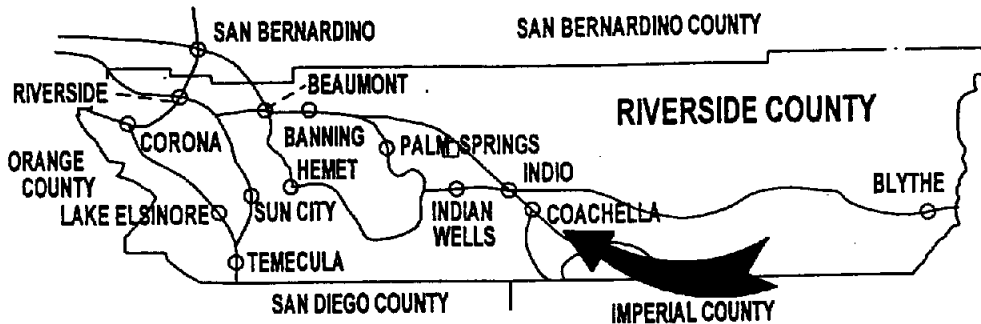 SAN BERNARDINO
SAN BERNARDINO COUNTY
RIVERSIDE
BEAUMONT
RIVERSIDE COUNTY
CORONA
BANNING
PALM SPRINGS
ORANGE
COUNTY
HEMET
INDIO
BLYTHE
LAKE ELSINORE
SUN CITY
INDIAN
WELLS
COACHELLA
TEMECULA
SAN DIEGO COUNTY
IMPERIAL COUNTY